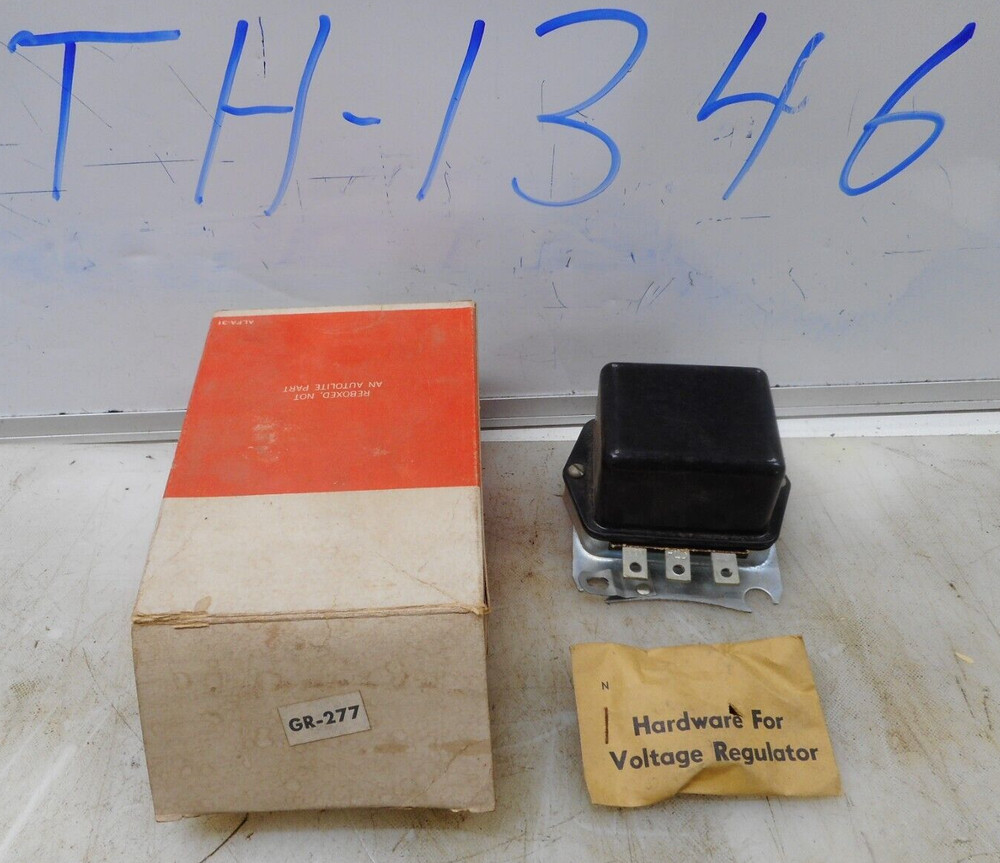 TH-1346
ALPA-31
REBOXED, NOT
AN AUTOLITE PART
GR-277
N
Hardware For
Voltage Regulator